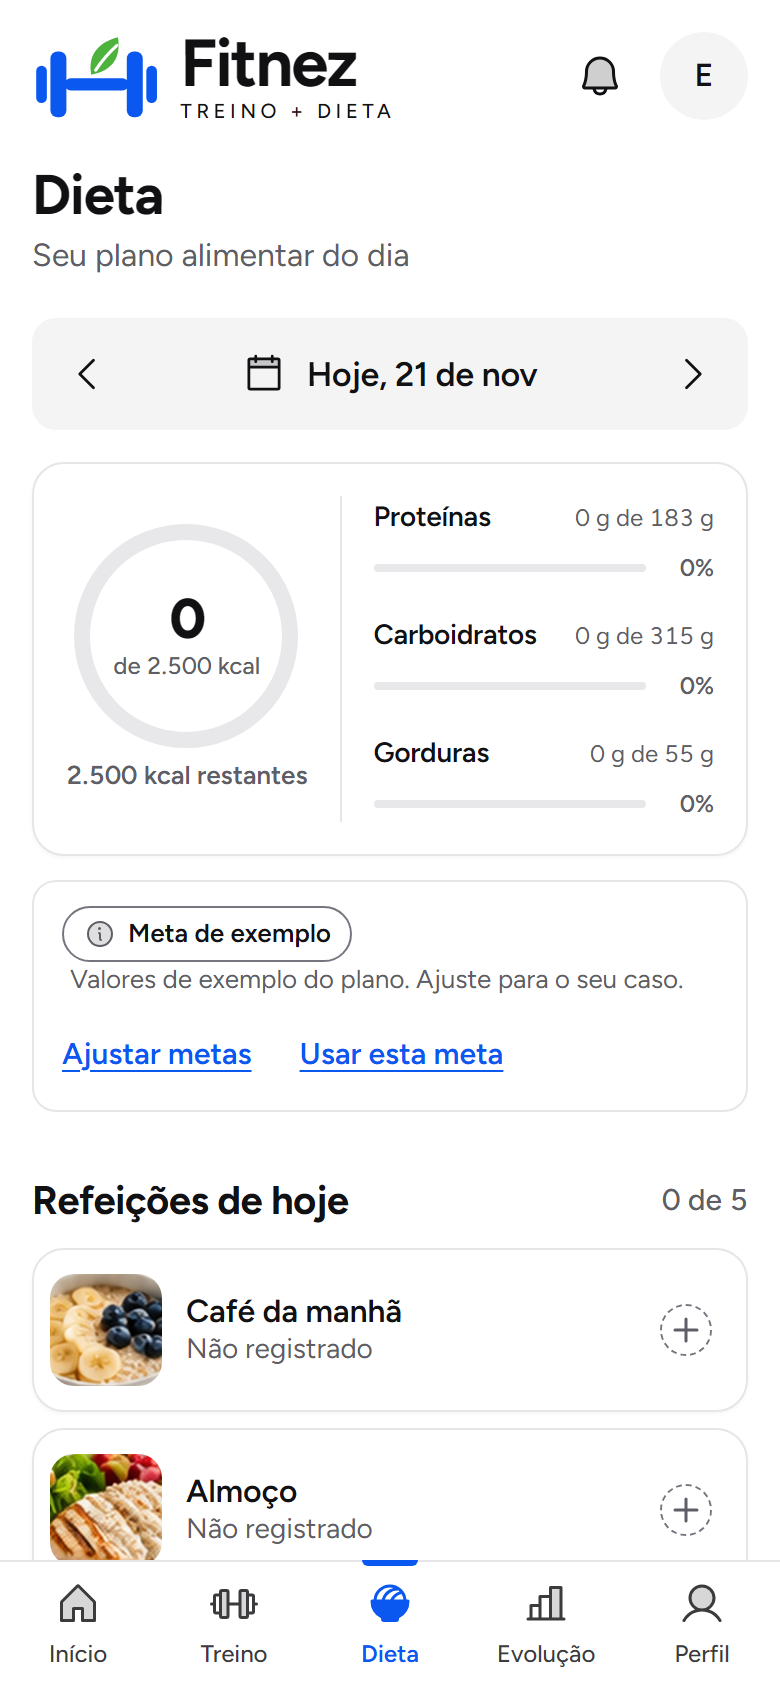 Fitnez
TREINO + DIETA
E
Dieta
Seu plano alimentar do dia
Hoje, 21 de nov
0
de 2.500 kcal
2.500 kcal restantes
Proteínas 0 g de 183 g
0%
Carboidratos 0 g de 315 g
0%
Gorduras 0 g de 55 g
0%
Meta de exemplo
Valores de exemplo do plano. Ajuste para o seu caso.
Ajustar metas Usar esta meta
Refeições de hoje 0 de 5
Café da manhã
Não registrado
Almoço
Não registrado
Início Treino Dieta Evolução Perfil